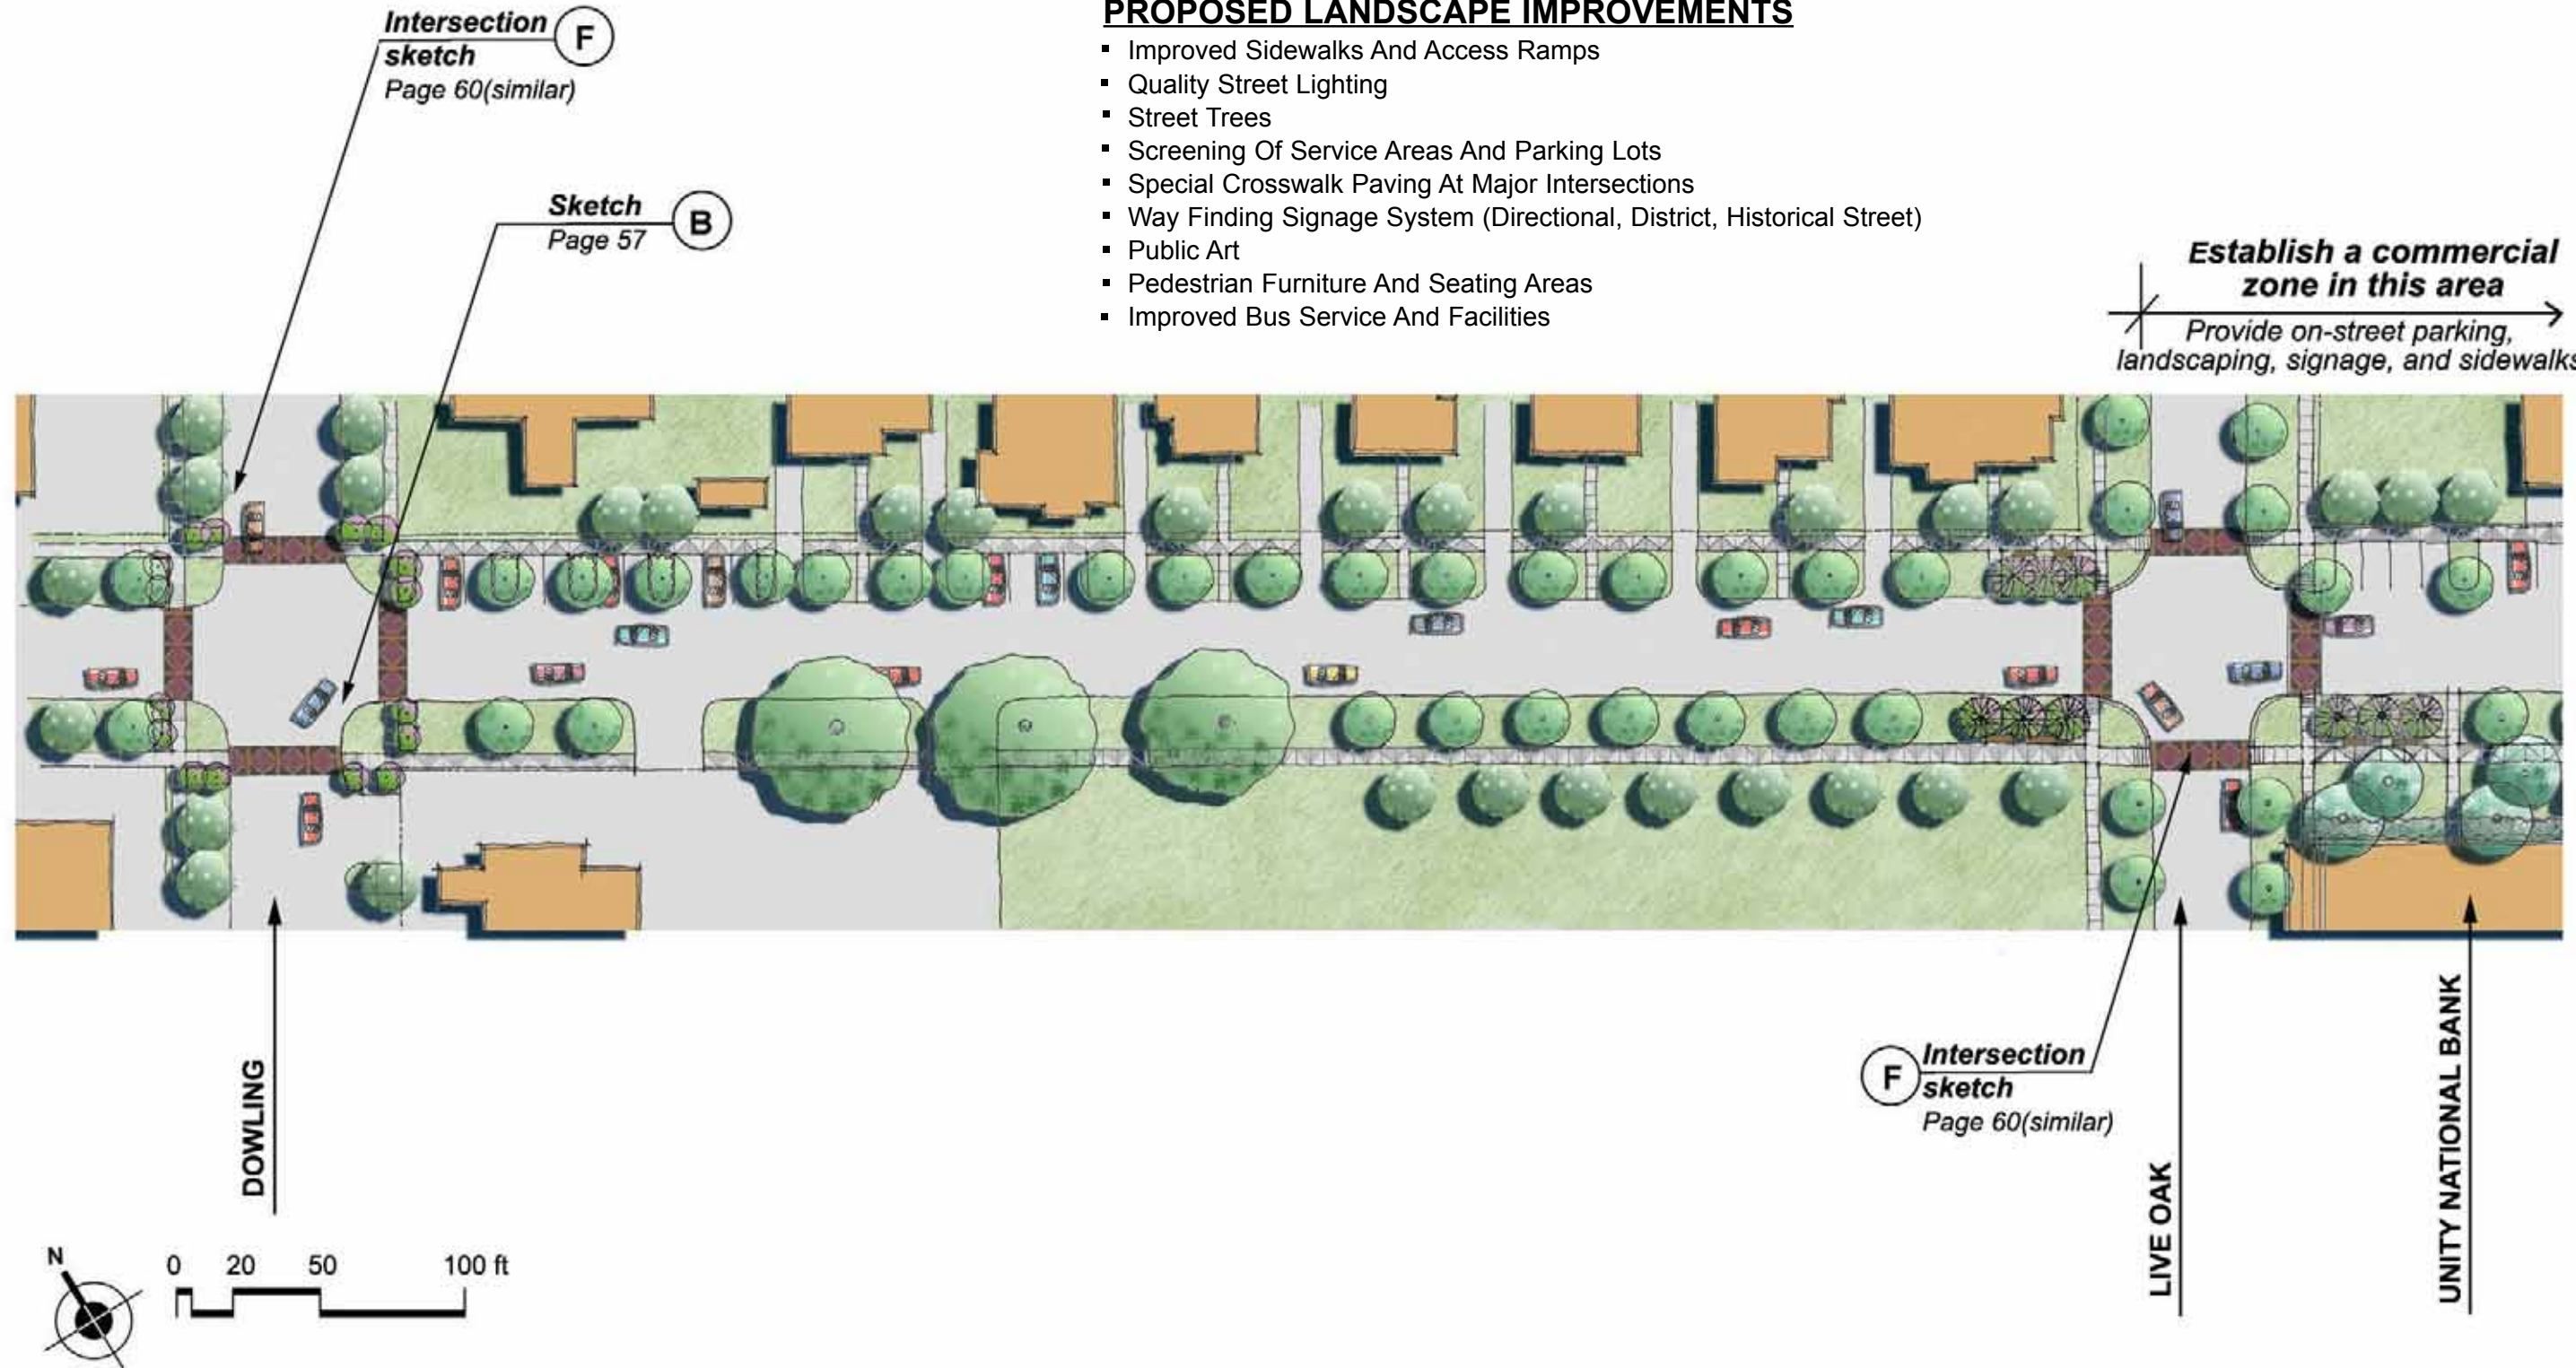 PROPOSED LANDSCAPE IMPROVEMENTS
▪ Improved Sidewalks And Access Ramps
▪ Quality Street Lighting
▪ Street Trees
▪ Screening Of Service Areas And Parking Lots
▪ Special Crosswalk Paving At Major Intersections
▪ Way Finding Signage System (Directional, District, Historical Street)
▪ Public Art
▪ Pedestrian Furniture And Seating Areas
▪ Improved Bus Service And Facilities
Intersection
sketch
Page 60(similar)
F
Sketch
Page 57
B
Establish a commercial
zone in this area
Provide on-street parking,
landscaping, signage, and sidewalks
F
Intersection
sketch
Page 60(similar)
DOWLING
LIVE OAK
UNITY NATIONAL BANK
N
0 20 50 100 ft